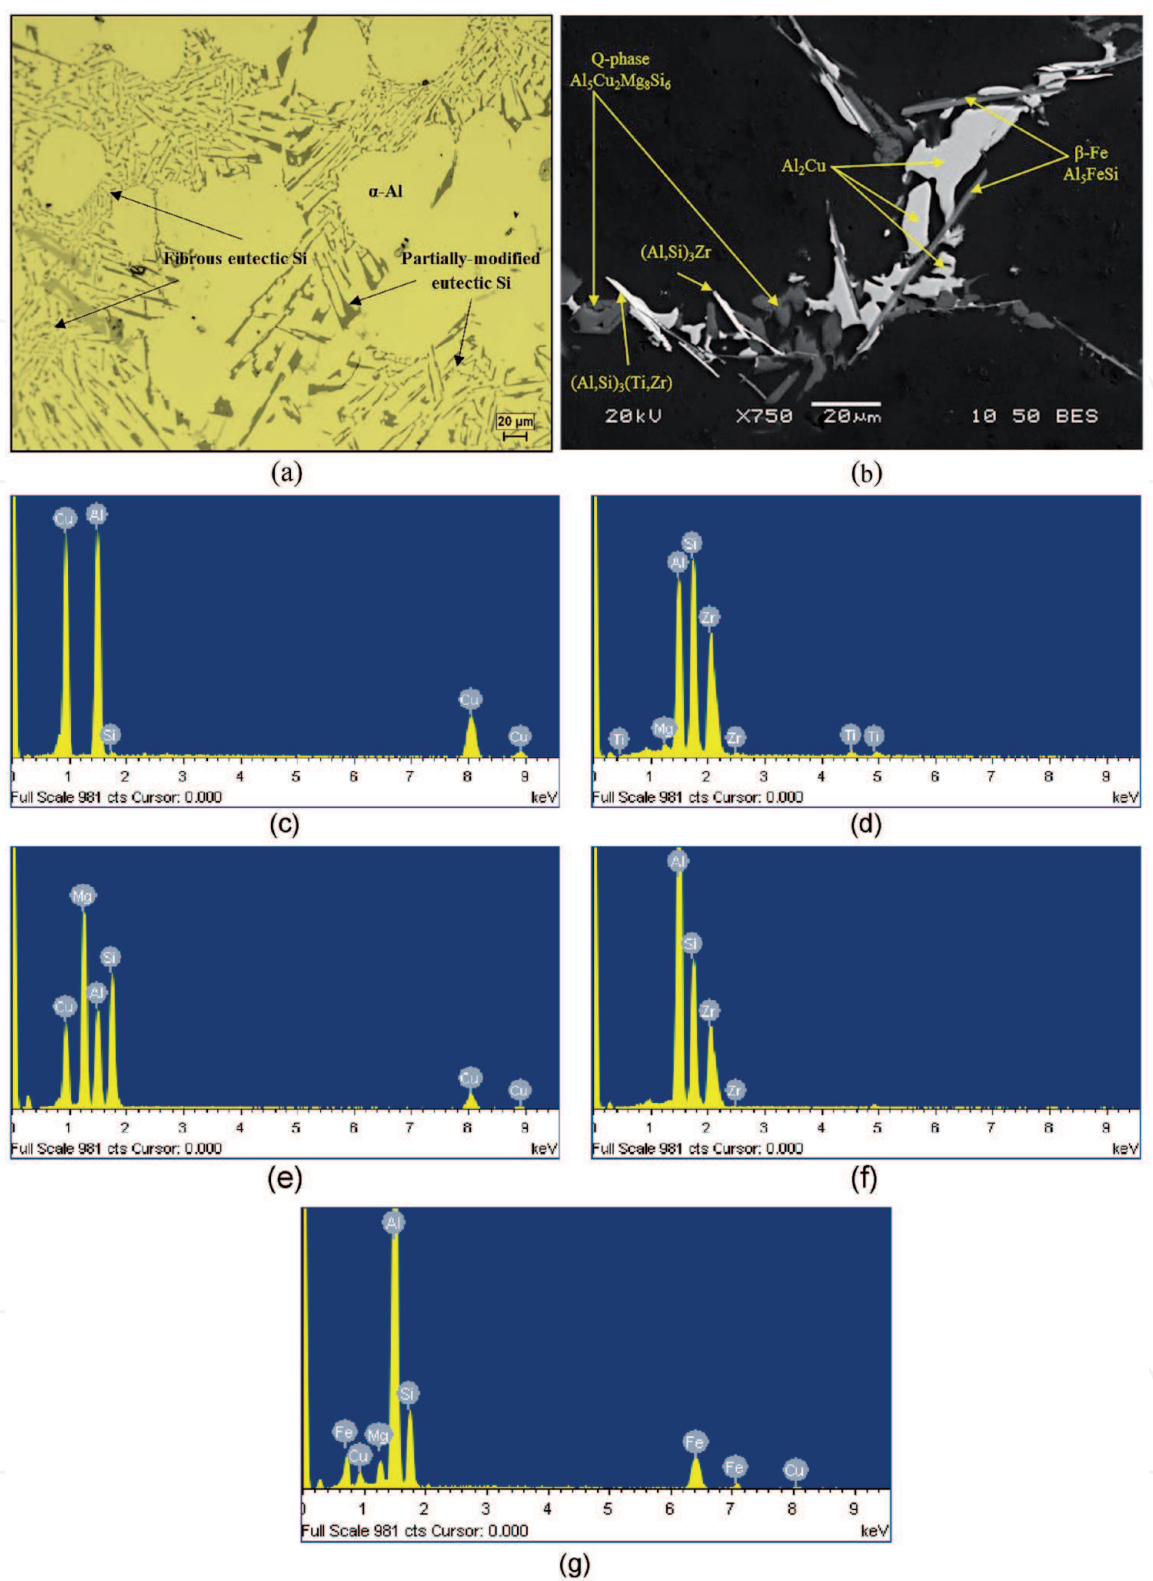 α-Al
Fibrous eutectic Si
Partially-modified
eutectic Si
20 µm
(a)
Q-phase
Al₅Cu₂Mg₈Si₆
Al₂Cu
β-Fe
Al₅FeSi
(Al,Si)₃Zr
(Al,Si)₃(Ti,Zr)
20kV X750 20µm 10 50 BES
(b)
Cu Al
Si Cu Cu
0 1 2 3 4 5 6 7 8 9
Full Scale 981 cts Cursor: 0.000 keV
(c)
Si
Al
Zr
Ti Mg Zr Ti Ti
0 1 2 3 4 5 6 7 8 9
Full Scale 981 cts Cursor: 0.000 keV
(d)
Mg
Si
Cu Al
Cu Cu
0 1 2 3 4 5 6 7 8 9
Full Scale 981 cts Cursor: 0.000 keV
(e)
Al
Si
Zr
Zr
0 1 2 3 4 5 6 7 8 9
Full Scale 981 cts Cursor: 0.000 keV
(f)
Al
Si
Fe Cu Mg Fe Fe Cu
0 1 2 3 4 5 6 7 8 9
Full Scale 981 cts Cursor: 0.000 keV
(g)